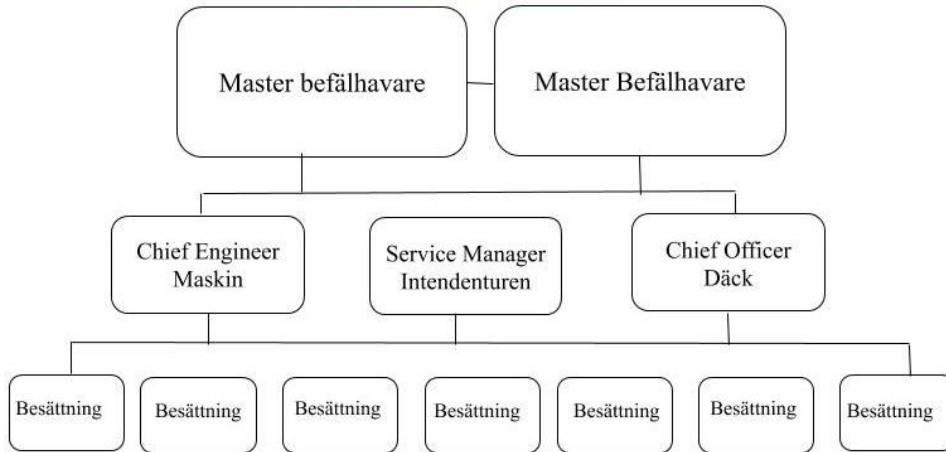 Master befälhavare
Master Befälhavare
Chief Engineer
Maskin
Service Manager
Intendenturen
Chief Officer
Däck
Besättning
Besättning
Besättning
Besättning
Besättning
Besättning
Besättning